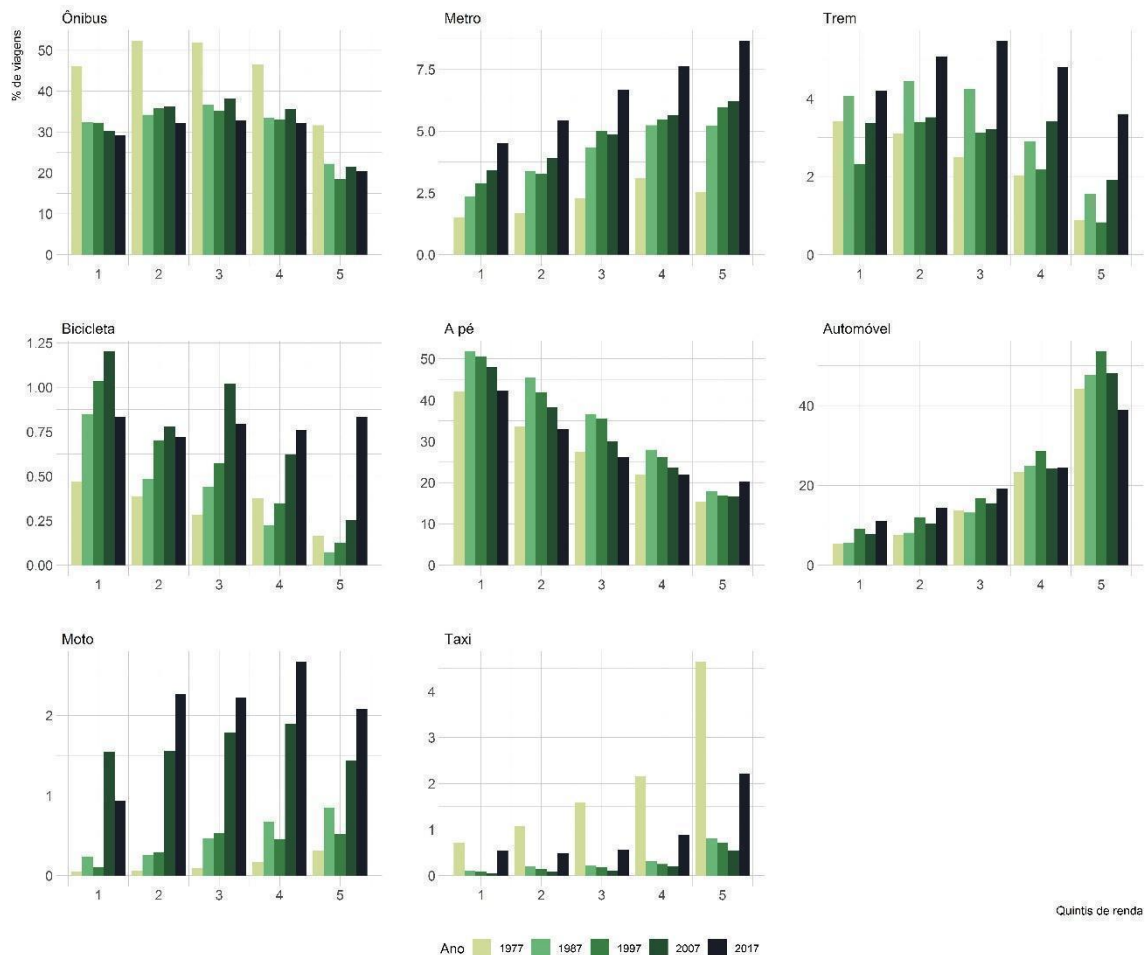 Ônibus
% de viagens
50
40
30
20
30
0
1 2 3 4 5
Metro
7.5
5.0
2.5
0.0
1 2 3 4 5
Trem
4
2
0
1 2 3 4 5
Bicicleta
1.25
1.00
0.75
0.50
0.25
0.00
1 2 3 4 5
A pé
50
40
30
20
10
0
1 2 3 4 5
Automóvel
40
20
0
1 2 3 4 5
Moto
2
1
0
1 2 3 4 5
Taxi
4
3
2
1
0
1 2 3 4 5
Quintis de renda
Ano 1977 1987 1997 2007 2017